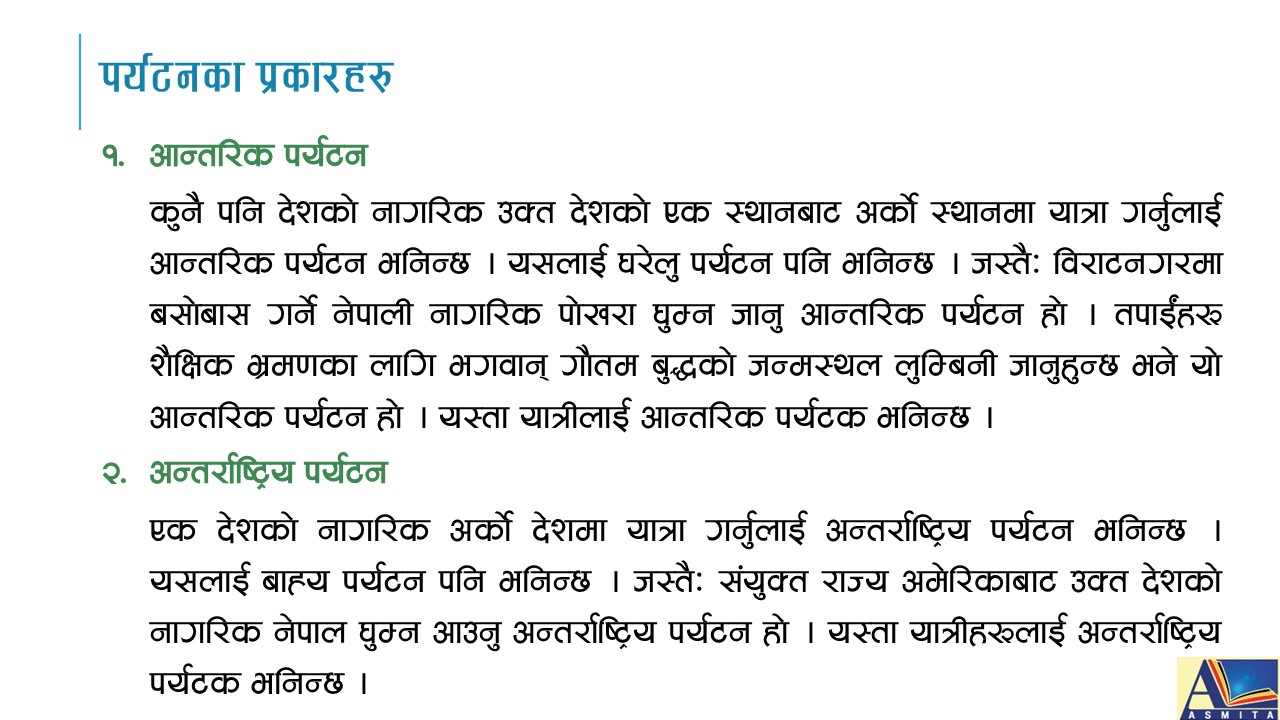 पर्यटनका प्रकारहरु
१. आन्तरिक पर्यटन
कुनै पनि देशको नागरिक उक्त देशको एक स्थानबाट अर्को स्थानमा यात्रा गर्नुलाई
आन्तरिक पर्यटन भनिन्छ । यसलाई घरेलु पर्यटन पनि भनिन्छ । जस्तैः विराटनगरमा
बसोबास गर्ने नेपाली नागरिक पोखरा घुम्न जानु आन्तरिक पर्यटन हो । तपाईंहरु
शैक्षिक भ्रमणका लागि भगवान् गौतम बुद्धको जन्मस्थल लुम्बिनी जानुहुन्छ भने यो
आन्तरिक पर्यटन हो । यस्ता यात्रीलाई आन्तरिक पर्यटक भनिन्छ ।
२. अन्तर्राष्ट्रिय पर्यटन
एक देशको नागरिक अर्को देशमा यात्रा गर्नुलाई अन्तर्राष्ट्रिय पर्यटन भनिन्छ ।
यसलाई बाह्य पर्यटन पनि भनिन्छ । जस्तैः संयुक्त राज्य अमेरिकाबाट उक्त देशको
नागरिक नेपाल घुम्न आउनु अन्तर्राष्ट्रिय पर्यटन हो । यस्ता यात्रीहरुलाई अन्तर्राष्ट्रिय
पर्यटक भनिन्छ ।
ASMITA